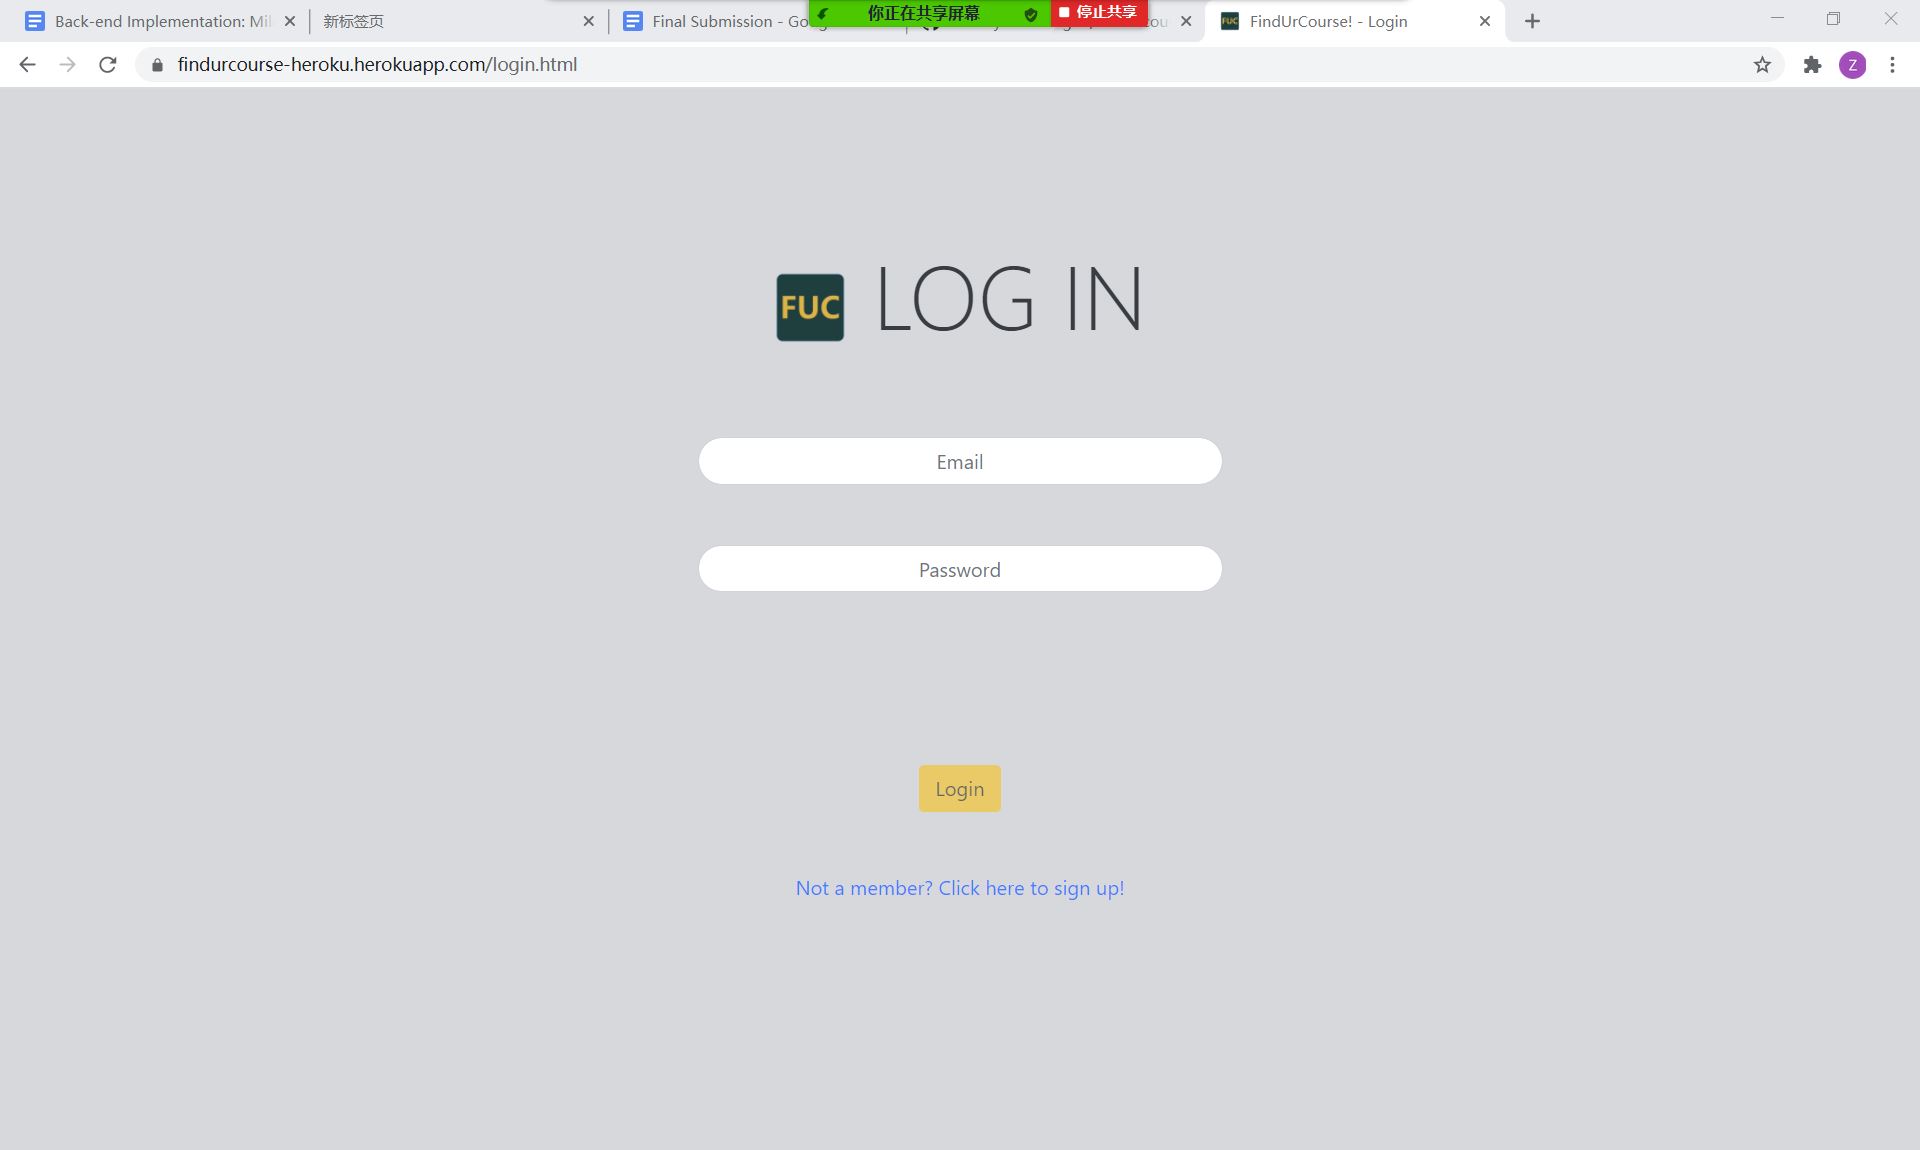 Back-end Implementation: Mil
新标签页
Final Submission - Go
你正在共享屏幕
停止共享
FUC
FindUrCourse! - Login
findurcourse-heroku.herokuapp.com/login.html
Z
FUC
LOG IN
Email
Password
Login
Not a member? Click here to sign up!